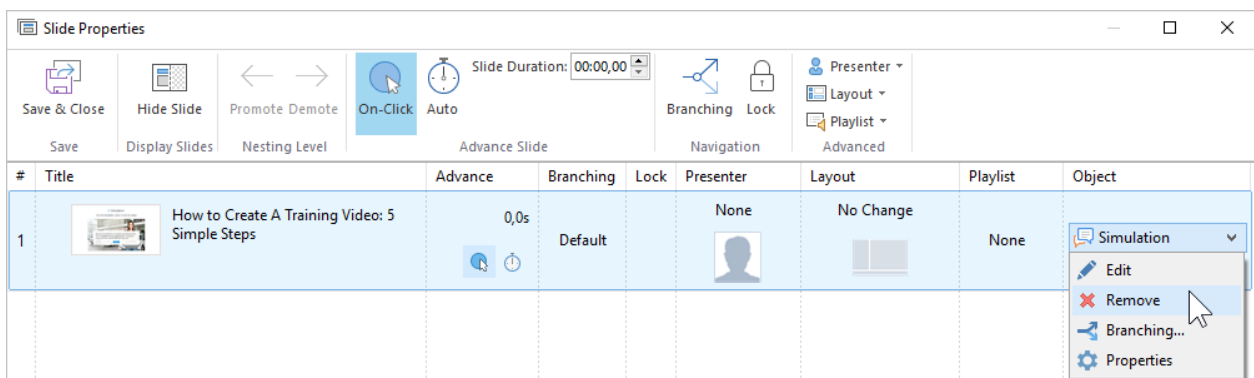 Slide Properties
Slide Duration: 00:00,00
Save & Close
Hide Slide
Promote Demote
On-Click
Auto
Branching
Lock
Presenter
Layout
Playlist
Save
Display Slides
Nesting Level
Advance Slide
Navigation
Advanced
# Title Advance Branching Lock Presenter Layout Playlist Object
1
How to Create A Training Video: 5
Simple Steps
0,0s
Default
None
No Change
None
Simulation
Edit
Remove
Branching...
Properties